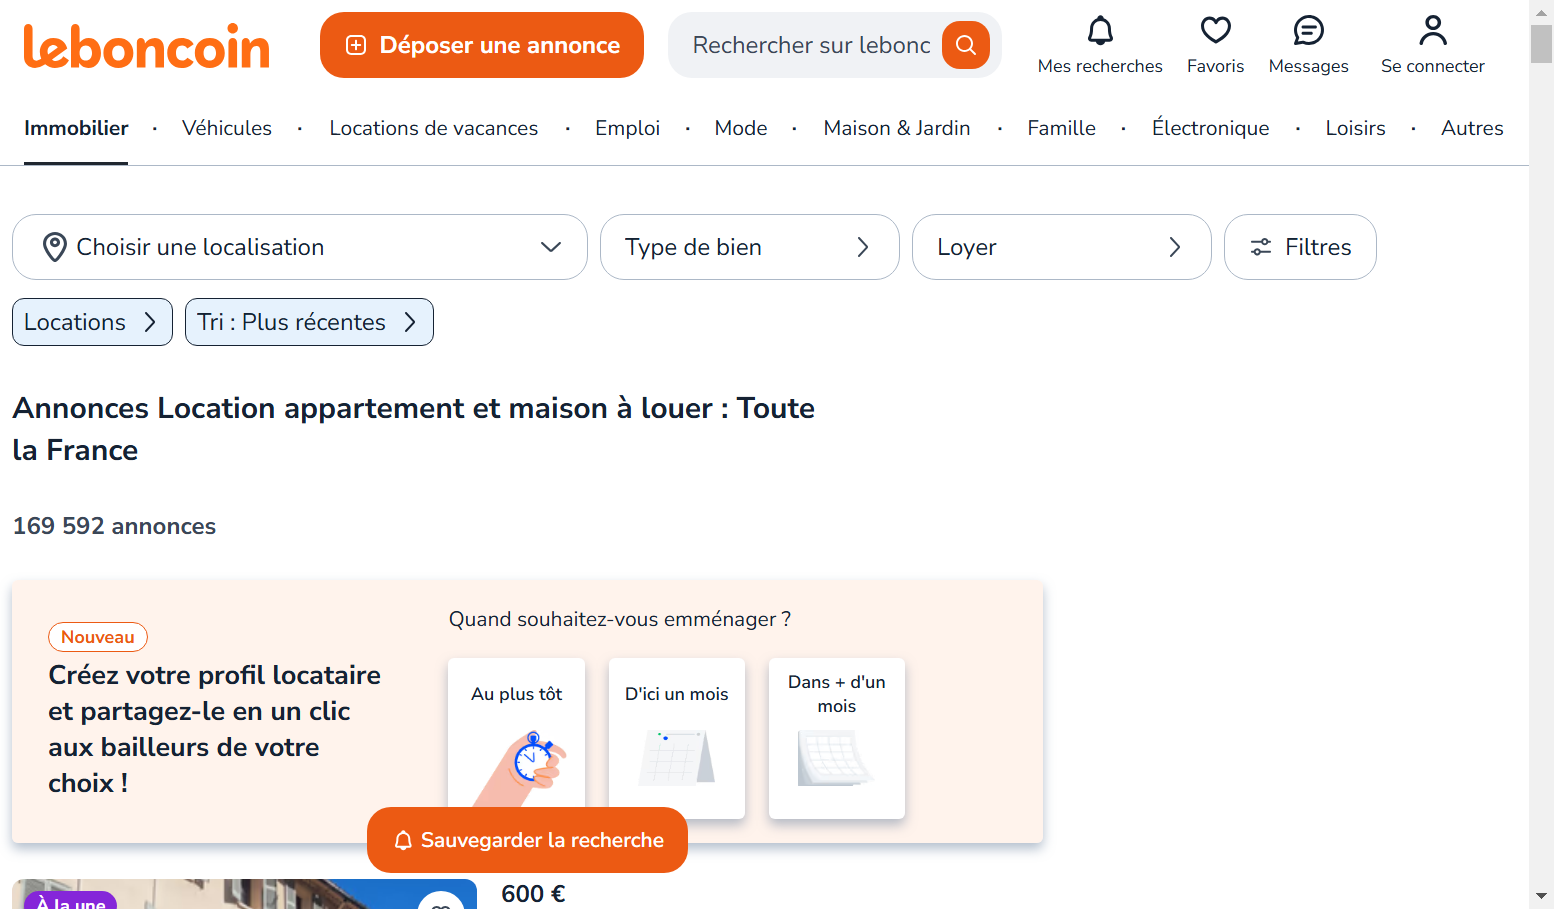 leboncoin
Déposer une annonce
Rechercher sur lebonc
Mes recherches
Favoris
Messages
Se connecter
Immobilier · Véhicules · Locations de vacances · Emploi · Mode · Maison & Jardin · Famille · Électronique · Loisirs · Autres
Choisir une localisation
Type de bien
Loyer
Filtres
Locations
Tri : Plus récentes
Annonces Location appartement et maison à louer : Toute
la France
169 592 annonces
Nouveau
Créez votre profil locataire
et partagez-le en un clic
aux bailleurs de votre
choix !
Quand souhaitez-vous emménager ?
Au plus tôt
D'ici un mois
Dans + d'un
mois
Sauvegarder la recherche
À la une
600 €